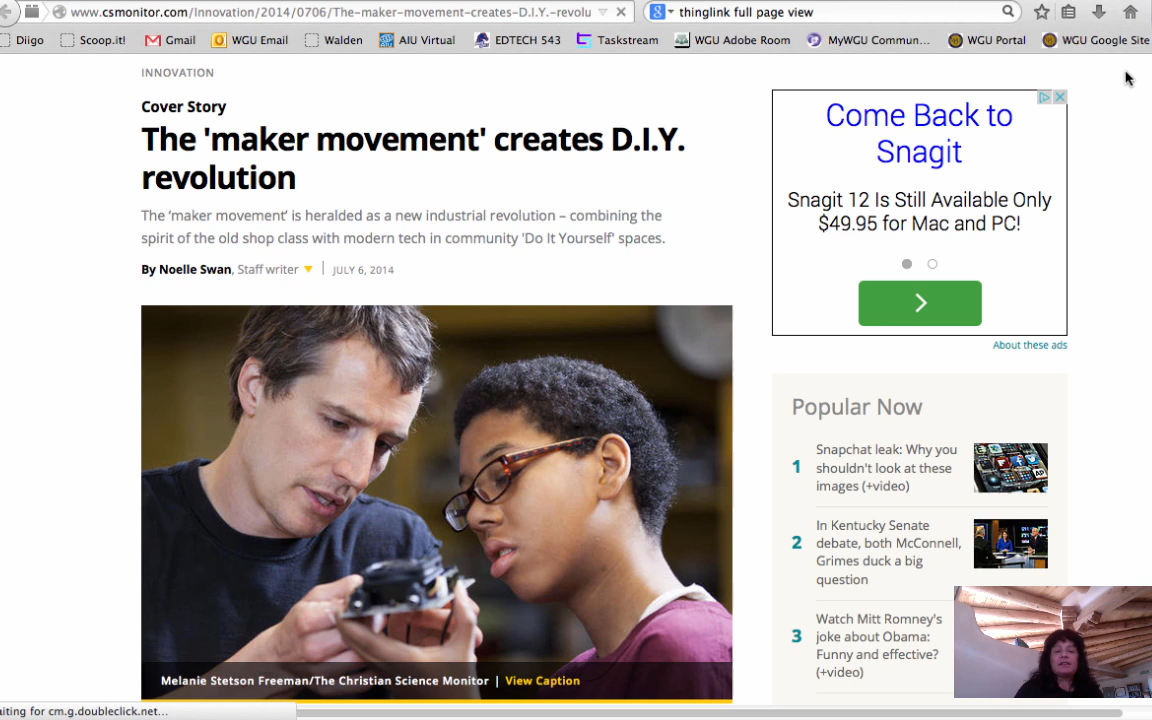 www.csmonitor.com/Innovation/2014/0706/The-maker-movement-creates-D.I.Y.-revolu
thinglink full page view
Diigo Scoop.it! Gmail WGU Email Walden AIU Virtual EDTECH 543 Taskstream WGU Adobe Room MyWGU Commun... WGU Portal WGU Google Site
INNOVATION
Cover Story
The 'maker movement' creates D.I.Y.
revolution
The ‘maker movement’ is heralded as a new industrial revolution – combining the
spirit of the old shop class with modern tech in community 'Do It Yourself' spaces.
By Noelle Swan, Staff writer | JULY 6, 2014
Melanie Stetson Freeman/The Christian Science Monitor | View Caption
Come Back to
Snagit
Snagit 12 Is Still Available Only
$49.95 for Mac and PC!
About these ads
Popular Now
1 Snapchat leak: Why you
shouldn't look at these
images (+video)
2 In Kentucky Senate
debate, both McConnell,
Grimes duck a big
question
3 Watch Mitt Romney's
joke about Obama:
Funny and effective?
(+video)
aiting for cm.g.doubleclick.net...